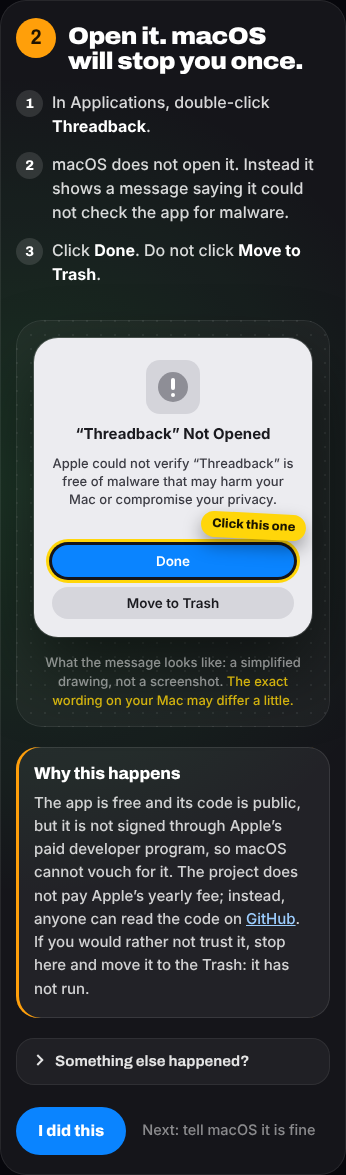 2
Open it. macOS
will stop you once.
1
In Applications, double-click
Threadback.
2
macOS does not open it. Instead it
shows a message saying it could
not check the app for malware.
3
Click Done. Do not click Move to
Trash.
“Threadback” Not Opened
Apple could not verify “Threadback” is
free of malware that may harm your
Mac or compromise your privacy.
Click this one
Done
Move to Trash
What the message looks like: a simplified
drawing, not a screenshot. The exact
wording on your Mac may differ a little.
Why this happens
The app is free and its code is public,
but it is not signed through Apple’s
paid developer program, so macOS
cannot vouch for it. The project does
not pay Apple’s yearly fee; instead,
anyone can read the code on GitHub.
If you would rather not trust it, stop
here and move it to the Trash: it has
not run.
Something else happened?
I did this
Next: tell macOS it is fine